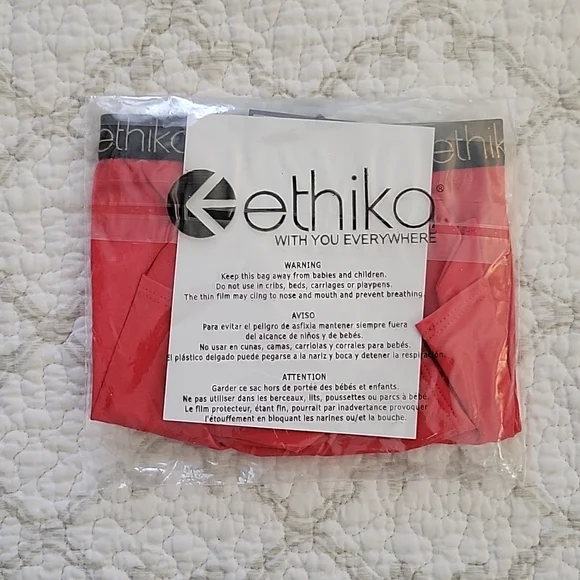 ethika
ethik
ethika®
WITH YOU EVERYWHERE
WARNING
Keep this bag away from babies and children.
Do not use in cribs, beds, carriages or playpens.
The thin film may cling to nose and mouth and prevent breathing.
AVISO
Para evitar el peligro de asfixia mantener siempre fuera
del alcance de niños y de bebés.
No usar en cunas, camas, carriolas y corrales para bebés.
El plástico delgado puede pegarse a la nariz y boca y detener la respiración.
ATTENTION
Garder ce sac hors de portée des bébés et enfants.
Ne pas utiliser dans les berceaux, lits, poussettes ou parcs à bébé.
Le film protecteur, étant fin, pourrait par inadvertance provoquer
l'étouffement en bloquant les narines ou/et la bouche.